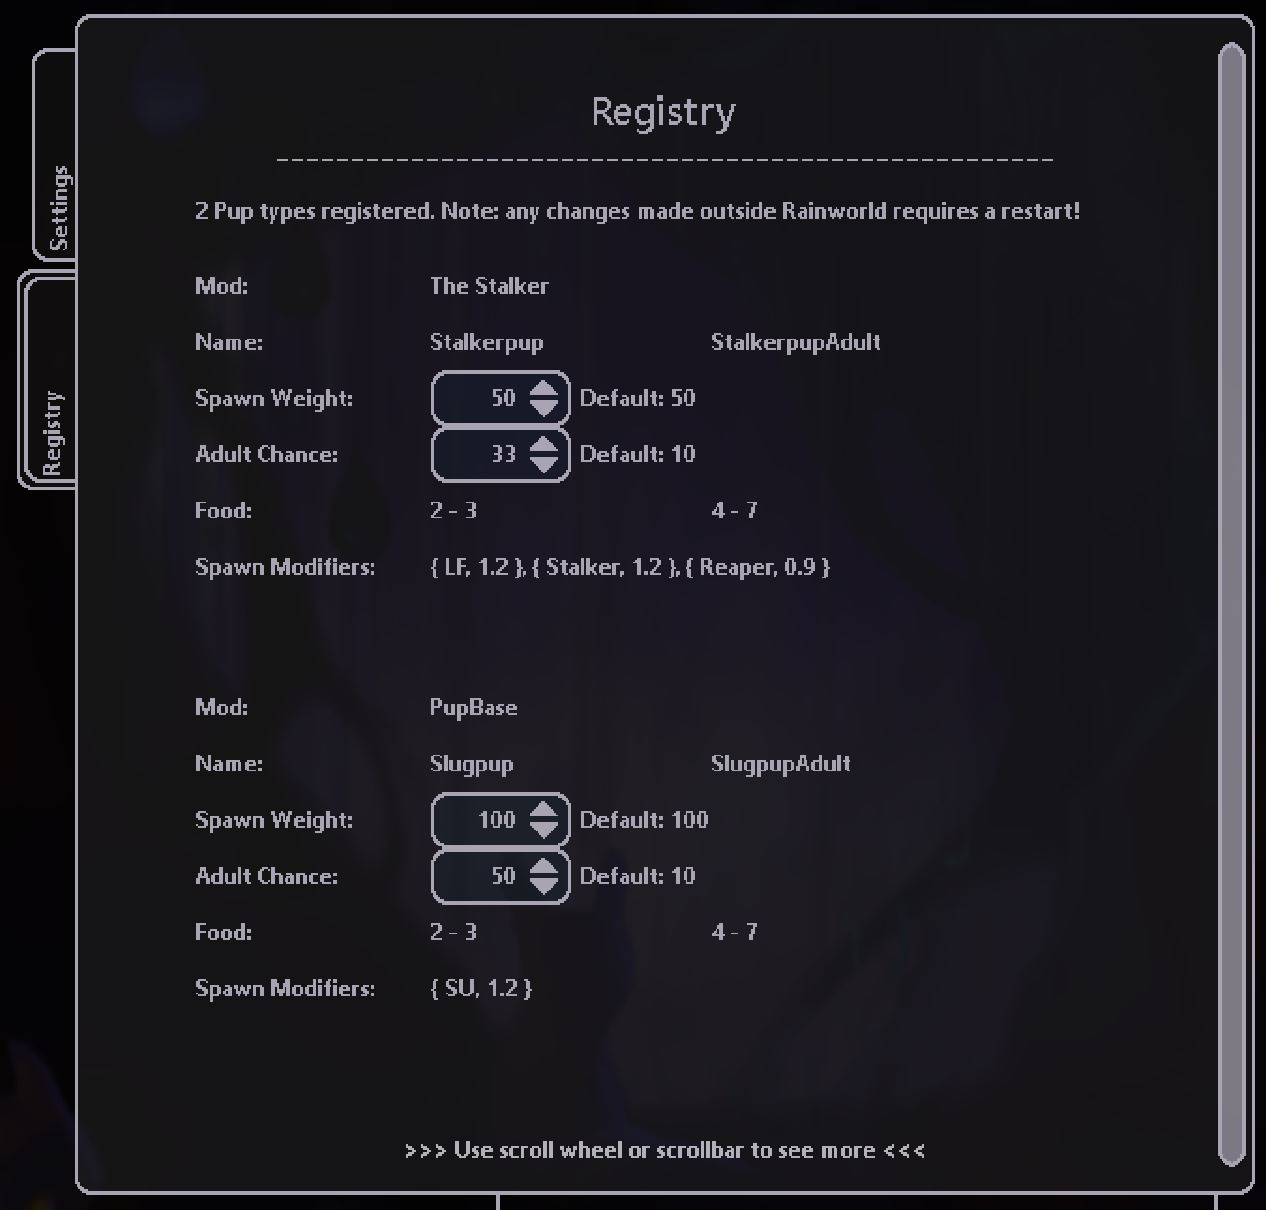 Registry
Settings
Registry
2 Pup types registered. Note: any changes made outside Rainworld requires a restart!
Mod: The Stalker
Name: Stalkerpup StalkerpupAdult
Spawn Weight: 50 Default: 50
Adult Chance: 33 Default: 10
Food: 2 - 3 4 - 7
Spawn Modifiers: { LF, 1.2 }, { Stalker, 1.2 }, { Reaper, 0.9 }
Mod: PupBase
Name: Slugpup SlugpupAdult
Spawn Weight: 100 Default: 100
Adult Chance: 50 Default: 10
Food: 2 - 3 4 - 7
Spawn Modifiers: { SU, 1.2 }
>>> Use scroll wheel or scrollbar to see more <<<